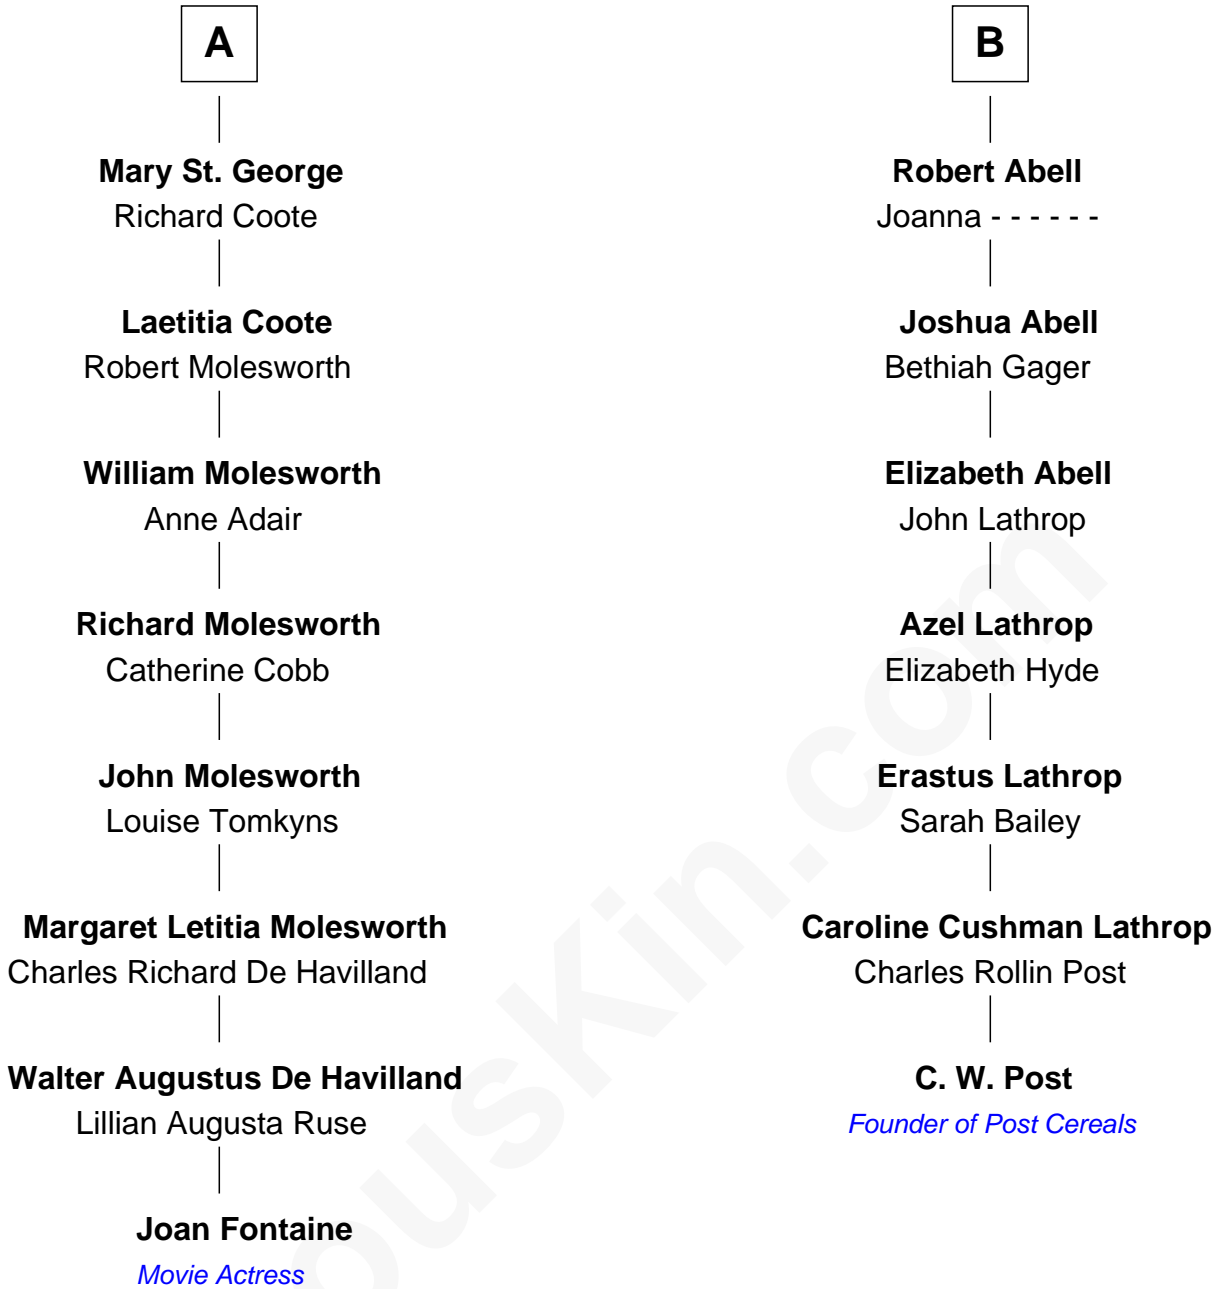 A
Mary St. George
Richard Coote
Laetitia Coote
Robert Molesworth
William Molesworth
Anne Adair
Richard Molesworth
Catherine Cobb
John Molesworth
Louise Tomkyns
Margaret Letitia Molesworth
Charles Richard De Havilland
Walter Augustus De Havilland
Lillian Augusta Ruse
Joan Fontaine
Movie Actress
B
Robert Abell
Joanna - - - - - -
Joshua Abell
Bethiah Gager
Elizabeth Abell
John Lathrop
Azel Lathrop
Elizabeth Hyde
Erastus Lathrop
Sarah Bailey
Caroline Cushman Lathrop
Charles Rollin Post
C. W. Post
Founder of Post Cereals
ousKin.com